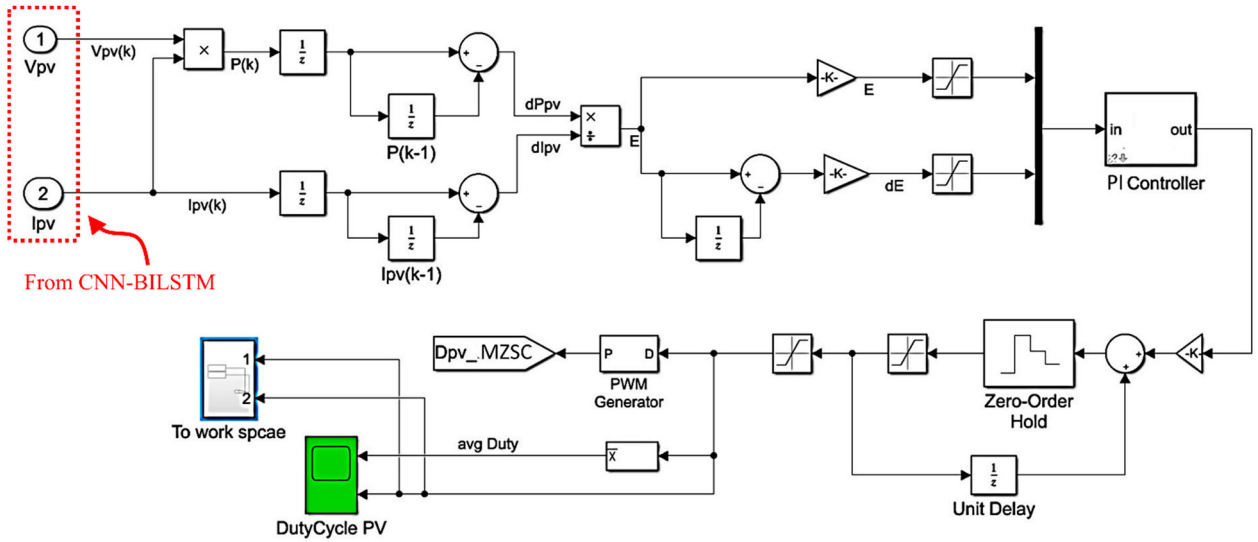 1
Vpv
Vpv(k)
×
P(k)
1
z
+
−
1
z
P(k-1)
dPpv
dIpv
×
÷
E
-K-
E
in
out
PI Controller
2
Ipv
Ipv(k)
1
z
+
−
1
z
Ipv(k-1)
+
−
1
z
-K-
dE
From CNN-BILSTM
Dpv_.MZSC
P
D
PWM
Generator
Zero-Order
Hold
+
+
-K-
1
2
To work spcae
avg Duty
X
DutyCycle PV
1
z
Unit Delay